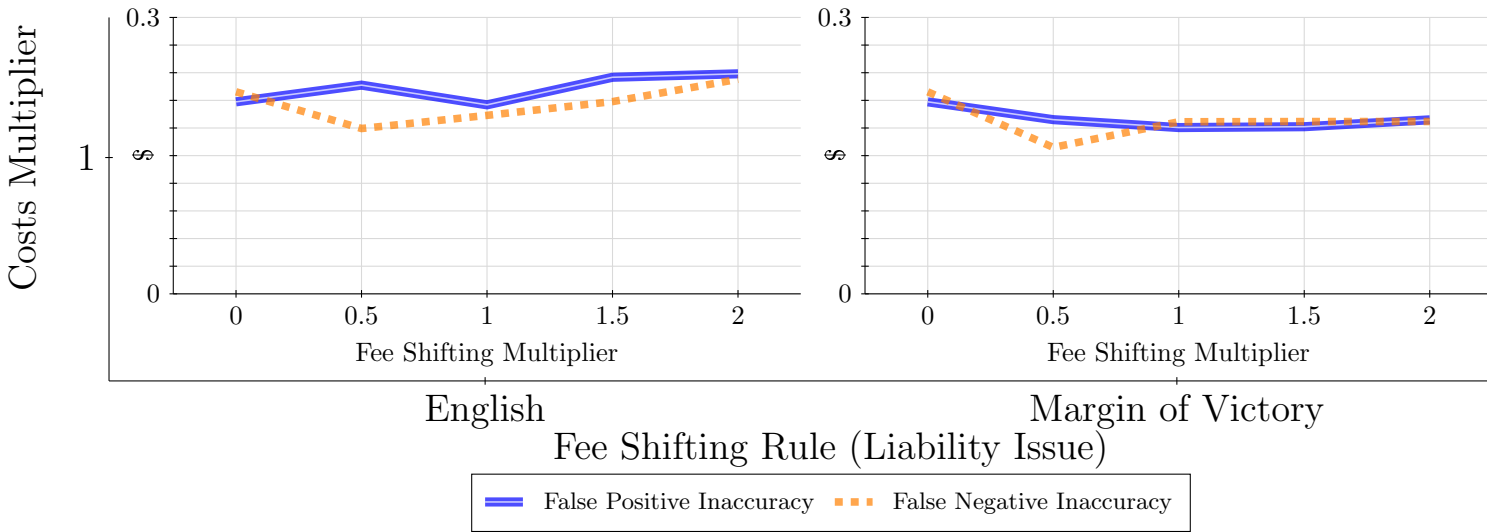 Costs Multiplier
1
0.3
$
0
0 0.5 1 1.5 2
Fee Shifting Multiplier
0.3
$
0
0 0.5 1 1.5 2
Fee Shifting Multiplier
English
Margin of Victory
Fee Shifting Rule (Liability Issue)
False Positive Inaccuracy
False Negative Inaccuracy